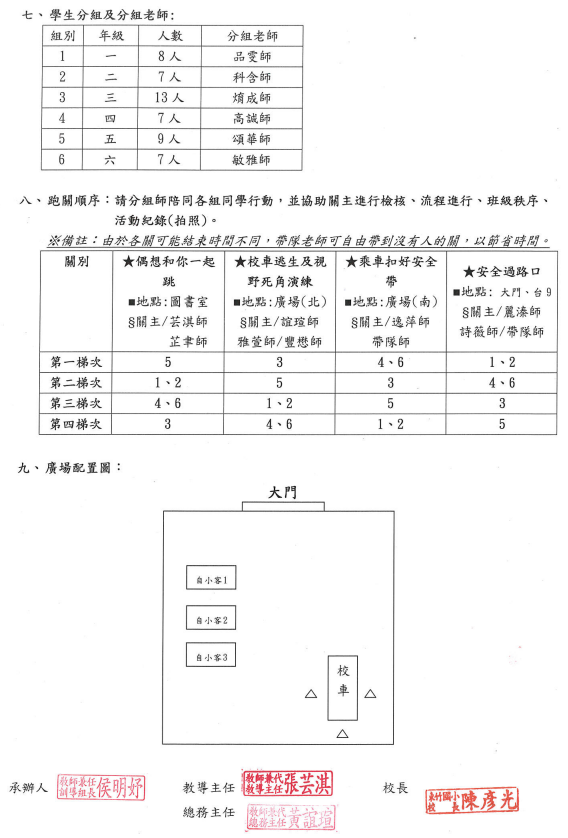 七、學生分組及分組老師:
組別 年級 人數 分組老師
1 一 8人 品雯師
2 二 7人 科含師
3 三 13人 堉成師
4 四 7人 高誠師
5 五 9人 頌華師
6 六 7人 敏雅師
八、跑關順序：請分組師陪同各組同學行動，並協助關主進行檢核、流程進行、班級秩序、
活動紀錄(拍照)。
※備註：由於各關可能結束時間不同，帶隊老師可自由帶到沒有人的關，以節省時間。
關別
★偶想和你一起
跳
■地點:圖書室
§關主/芸淇師
芷聿師
★校車逃生及視
野死角演練
■地點:廣場(北)
§關主/誼瑄師
雅萱師/豐懋師
★乘車扣好安全
帶
■地點:廣場(南)
§關主/逸萍師
帶隊師
★安全過路口
■地點: 大門、台9
§關主/麗湊師
詩薇師/帶隊師
第一梯次 5 3 4、6 1、2
第二梯次 1、2 5 3 4、6
第三梯次 4、6 1、2 5 3
第四梯次 3 4、6 1、2 5
九、廣場配置圖：
大門
自小客1
自小客2
自小客3
校
車
承辦人 教師兼任訓導組長侯明妤 教導主任 教師兼代教導主任張芸淇 校長 東竹國小校長陳彥光
總務主任 教師兼代總務主任黃誼瑄